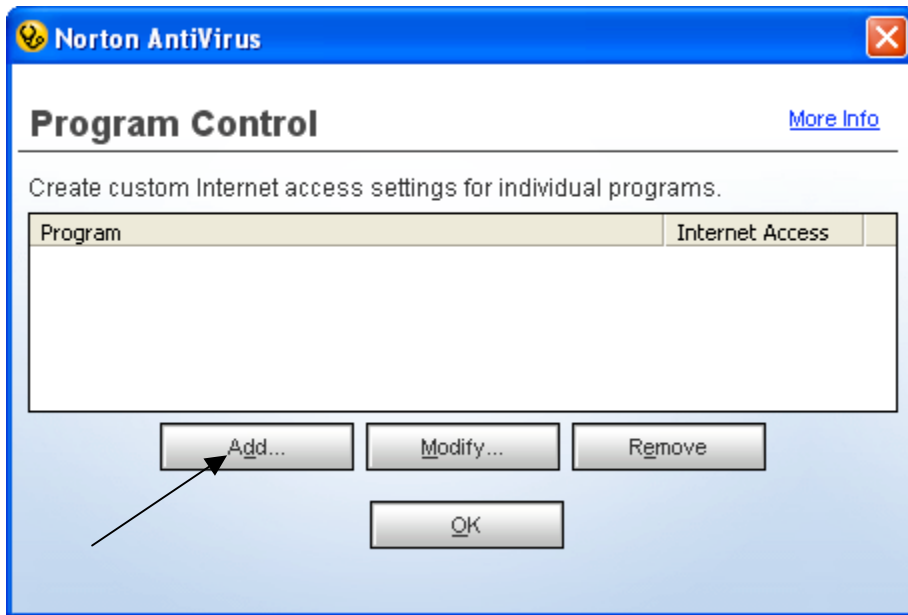 Norton AntiVirus
Program Control
More Info
Create custom Internet access settings for individual programs.
Program Internet Access
Add... Modify... Remove
OK